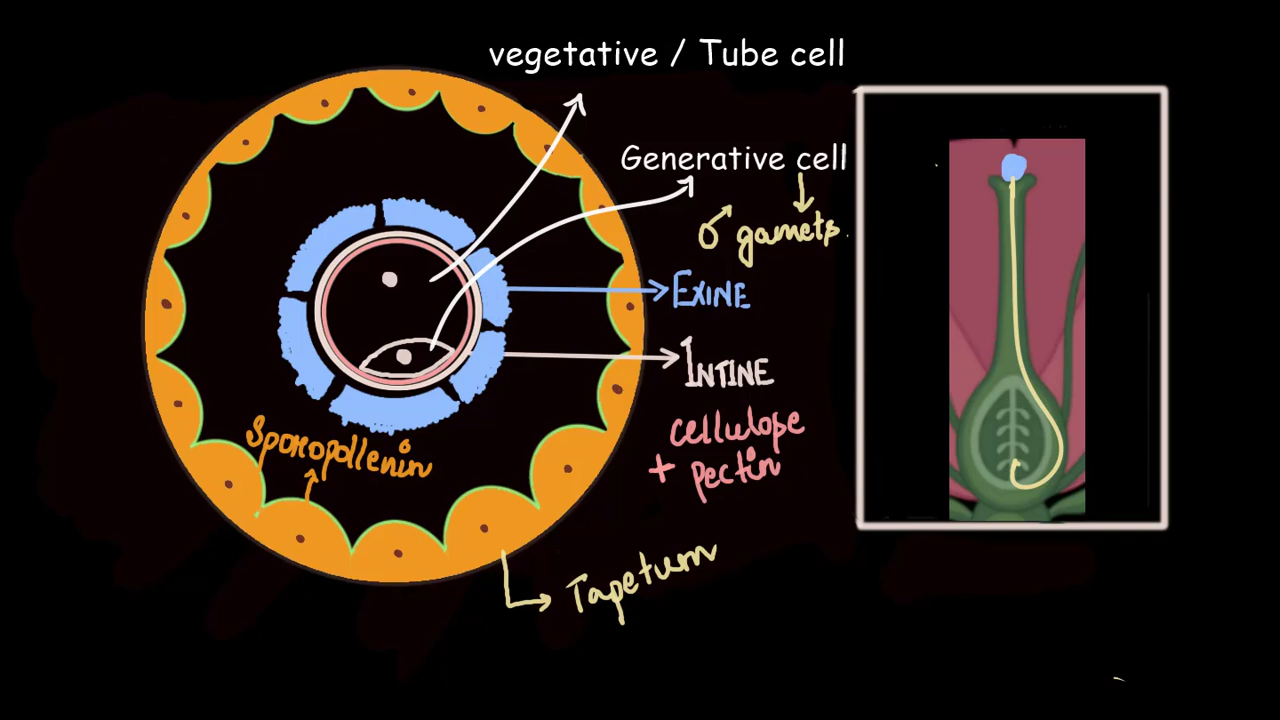 vegetative / Tube cell
Generative cell
♂ gamets
EXINE
INTINE
cellulose
+ pectin
Sporopollenin
Tapetum